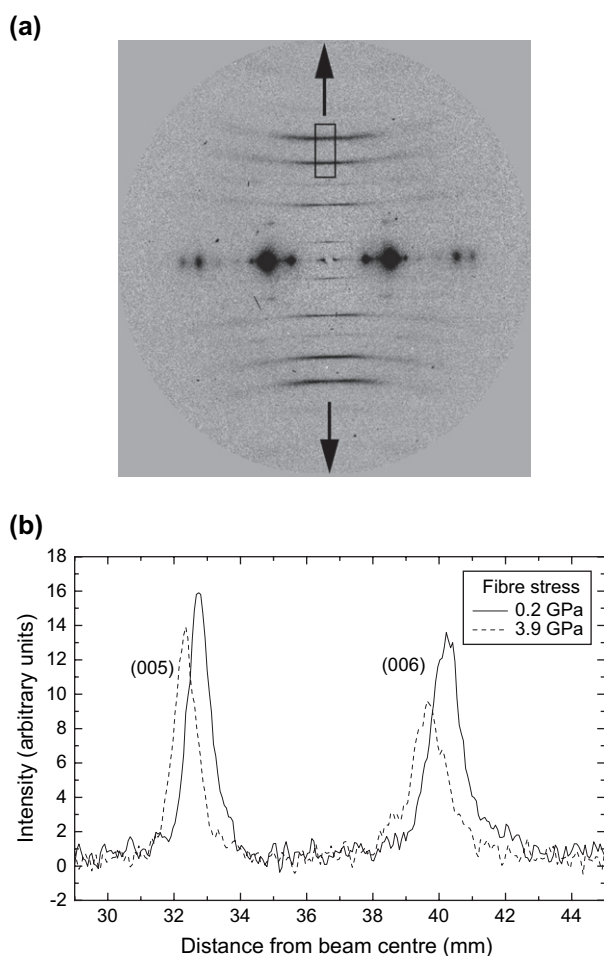 (a)
(b)
18
16
14
12
10
8
6
4
2
0
-2
Intensity (arbitrary units)
(005)
(006)
Fibre stress
0.2 GPa
3.9 GPa
30 32 34 36 38 40 42 44
Distance from beam centre (mm)